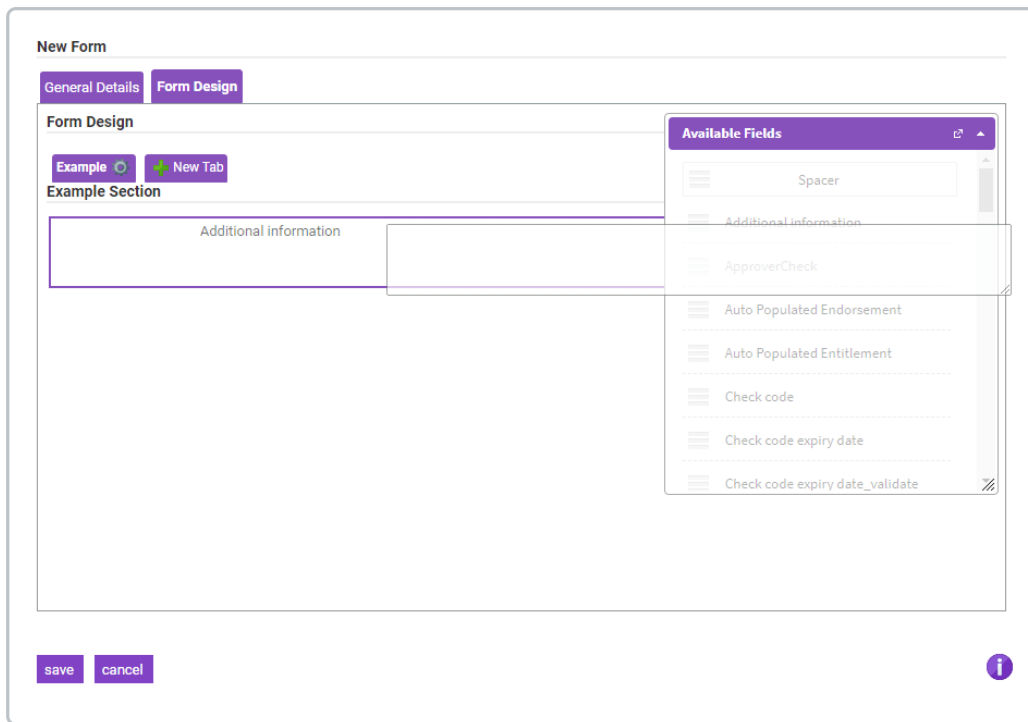 New Form
General Details
Form Design
Form Design
Example
New Tab
Example Section
Additional information
Available Fields
Spacer
Additional information
ApproverCheck
Auto Populated Endorsement
Auto Populated Entitlement
Check code
Check code expiry date
Check code expiry date_validate
save
cancel
i